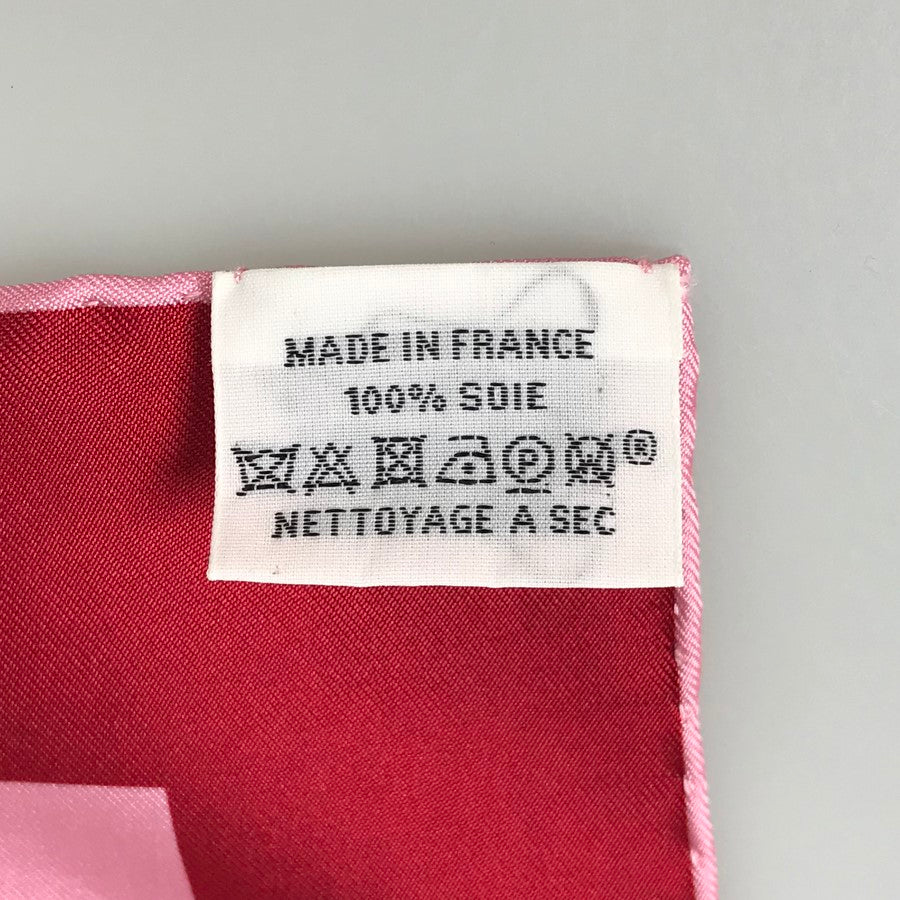 MADE IN FRANCE
100% SOIE
P W ®
NETTOYAGE A SEC